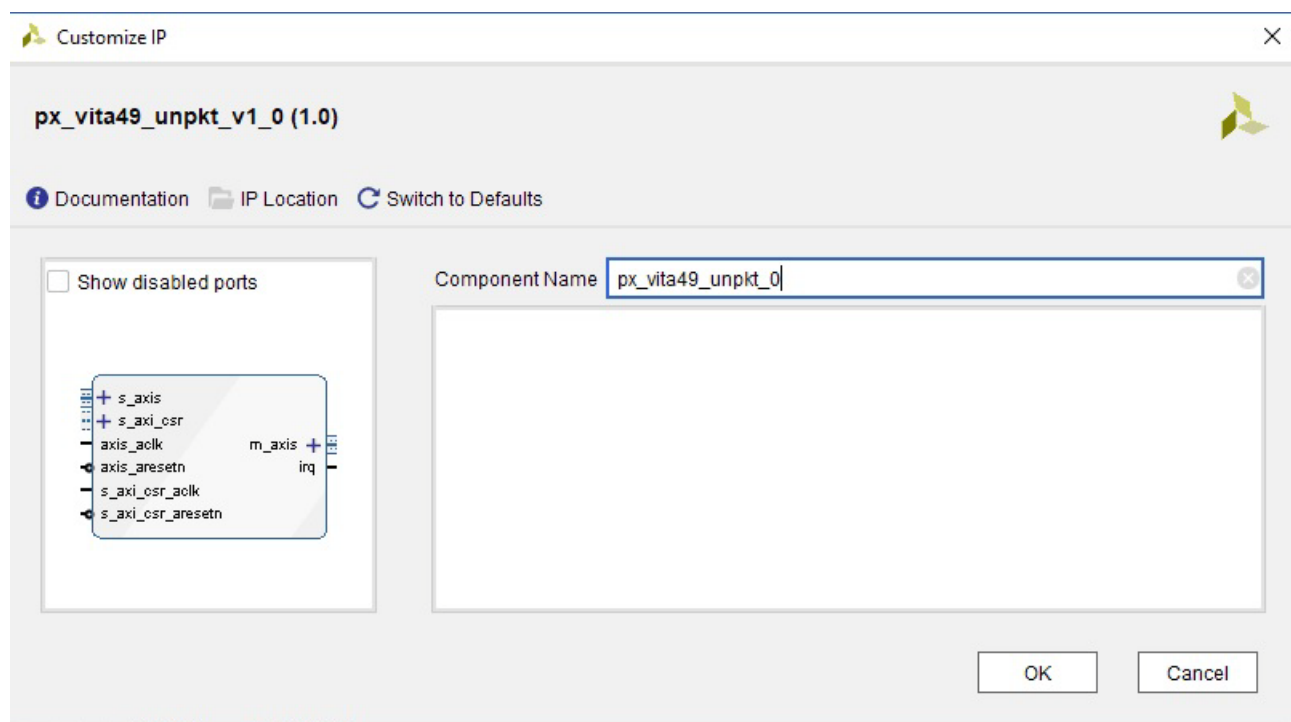 Customize IP
px_vita49_unpkt_v1_0 (1.0)
Documentation IP Location Switch to Defaults
Show disabled ports
Component Name px_vita49_unpkt_0
s_axis
s_axi_csr
axis_aclk m_axis
axis_aresetn irq
s_axi_csr_aclk
s_axi_csr_aresetn
OK Cancel